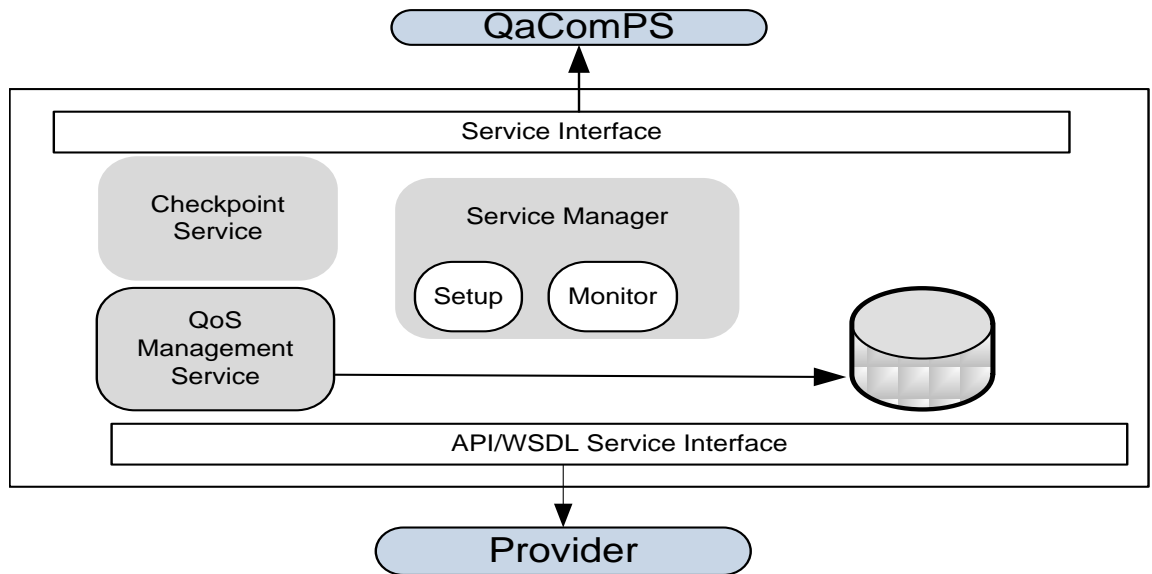 QaComPS
Service Interface
Checkpoint
Service
Service Manager
Setup
Monitor
QoS
Management
Service
API/WSDL Service Interface
Provider